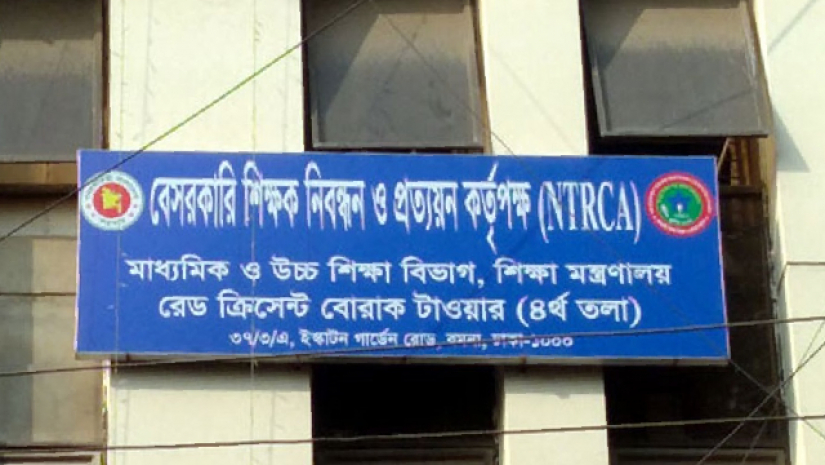 বেসরকারি শিক্ষক নিবন্ধন ও প্রত্যয়ন কর্তৃপক্ষ (NTRCA)
মাধ্যমিক ও উচ্চ শিক্ষা বিভাগ, শিক্ষা মন্ত্রণালয়
রেড ক্রিসেন্ট বোরাক টাওয়ার (৪র্থ তলা)
৩৭/৩/এ, ইস্কাটন গার্ডেন রোড, রমনা, ঢাকা-১০০০